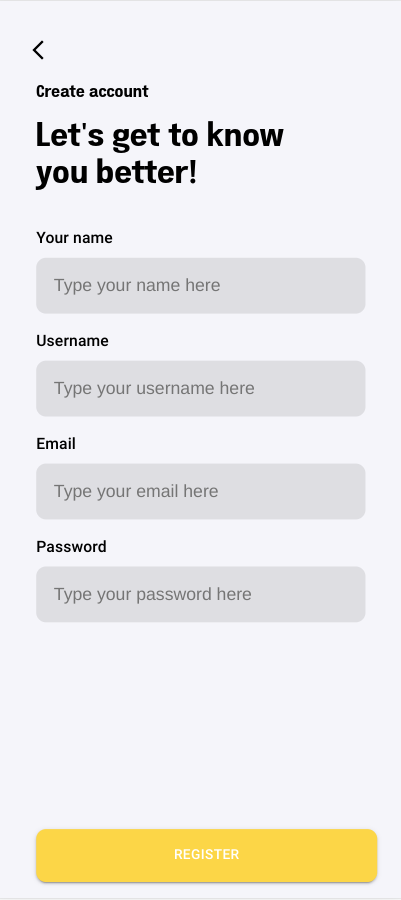 Create account
Let's get to know
you better!
Your name
Type your name here
Username
Type your username here
Email
Type your email here
Password
Type your password here
REGISTER